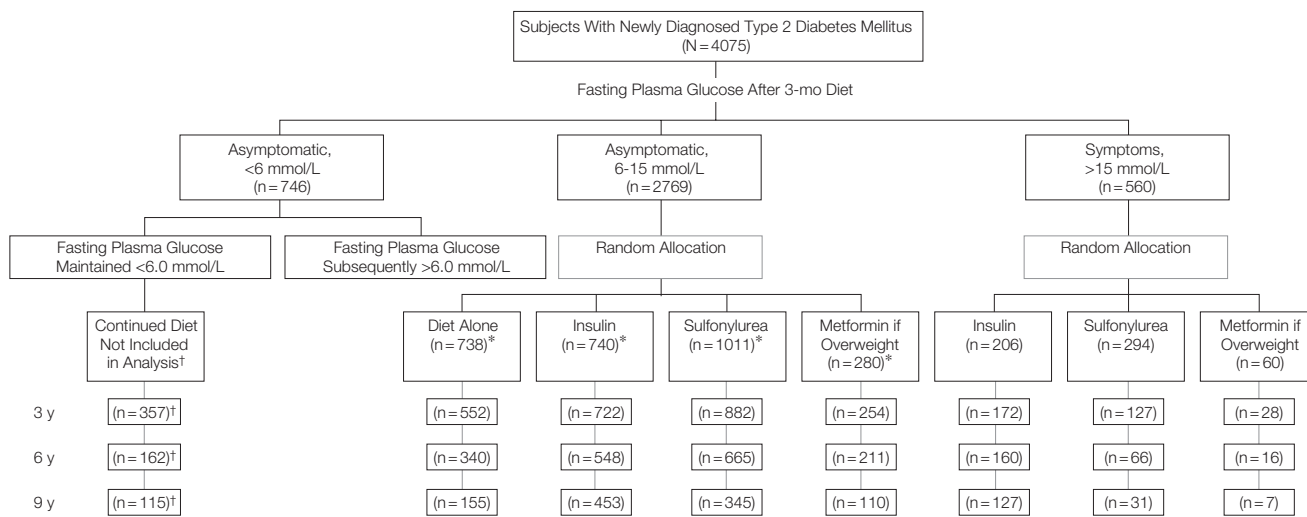 Subjects With Newly Diagnosed Type 2 Diabetes Mellitus
(N = 4075)
Fasting Plasma Glucose After 3-mo Diet
Asymptomatic,
<6 mmol/L
(n = 746)
Asymptomatic,
6-15 mmol/L
(n = 2769)
Symptoms,
>15 mmol/L
(n = 560)
Fasting Plasma Glucose
Maintained <6.0 mmol/L
Fasting Plasma Glucose
Subsequently >6.0 mmol/L
Random Allocation
Random Allocation
Continued Diet
Not Included
in Analysis†
Diet Alone
(n = 738)*
Insulin
(n = 740)*
Sulfonylurea
(n = 1011)*
Metformin if
Overweight
(n = 280)*
Insulin
(n = 206)
Sulfonylurea
(n = 294)
Metformin if
Overweight
(n = 60)
3 y (n = 357)† (n = 552) (n = 722) (n = 882) (n = 254) (n = 172) (n = 127) (n = 28)
6 y (n = 162)† (n = 340) (n = 548) (n = 665) (n = 211) (n = 160) (n = 66) (n = 16)
9 y (n = 115)† (n = 155) (n = 453) (n = 345) (n = 110) (n = 127) (n = 31) (n = 7)